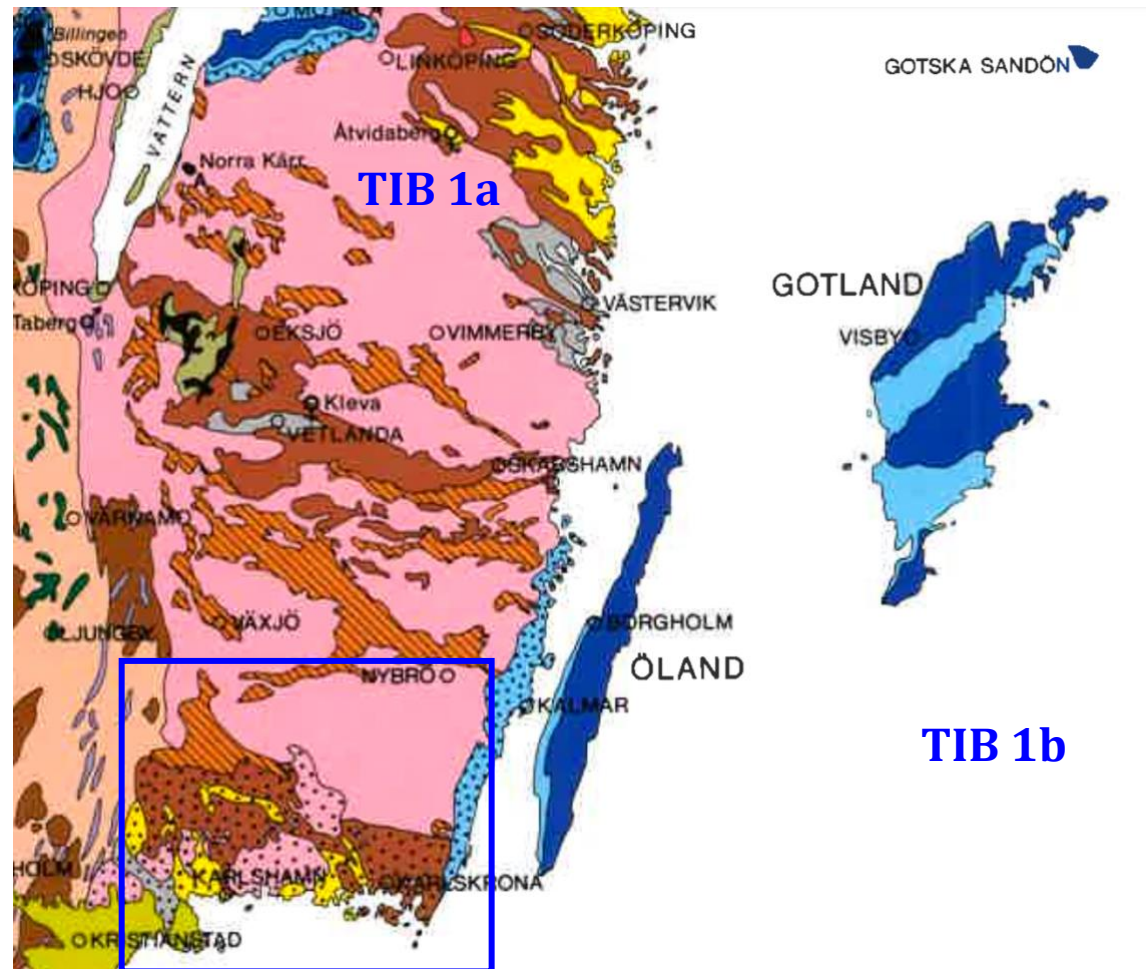 MOTALA
Billingen
SKÖVDE
HJO
VÄTTERN
LINKÖPING
SÖDERKÖPING
GOTSKA SANDÖN
Åtvidaberg
Norra Kärr
A
TIB 1a
GOTLAND
KÖPING
VÄSTERVIK
Taberg
EKSJÖ
VIMMERBY
VISBY
Kleva
VETLANDA
OSKARSHAMN
VÄRNAMO
LJUNGBY
VÄXJÖ
BORGHOLM
ÖLAND
NYBRO
KALMAR
TIB 1b
HOLM
KARLSHAMN
KARLSKRONA
KRISTIANSTAD